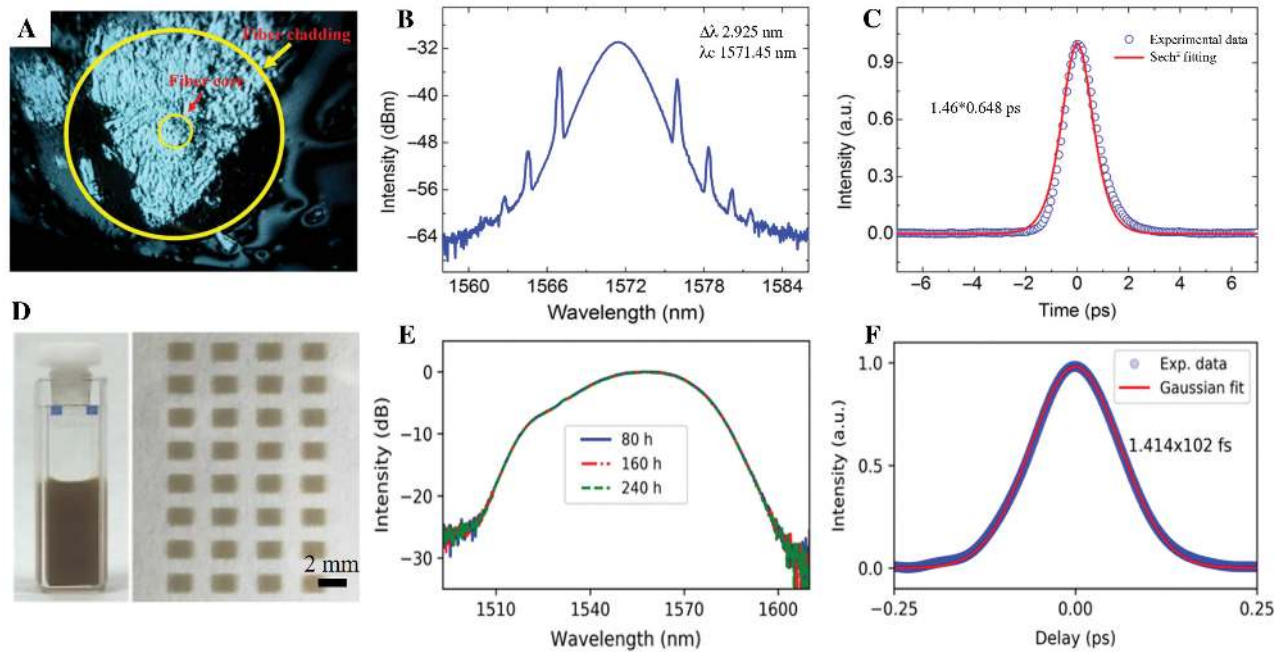 A
Fiber cladding
Fiber core
B
Δλ 2.925 nm
λc 1571.45 nm
−32
−40
−48
−56
−64
Intensity (dBm)
1560 1566 1572 1578 1584
Wavelength (nm)
C
Experimental data
Sech² fitting
1.46*0.648 ps
0.9
0.6
0.3
0.0
Intensity (a.u.)
−6 −4 −2 0 2 4 6
Time (ps)
D
2 mm
E
0
−10
−20
−30
Intensity (dB)
80 h
160 h
240 h
1510 1540 1570 1600
Wavelength (nm)
F
Exp. data
Gaussian fit
1.414x102 fs
1.0
0.5
0.0
Intensity (a.u.)
−0.25 0.00 0.25
Delay (ps)